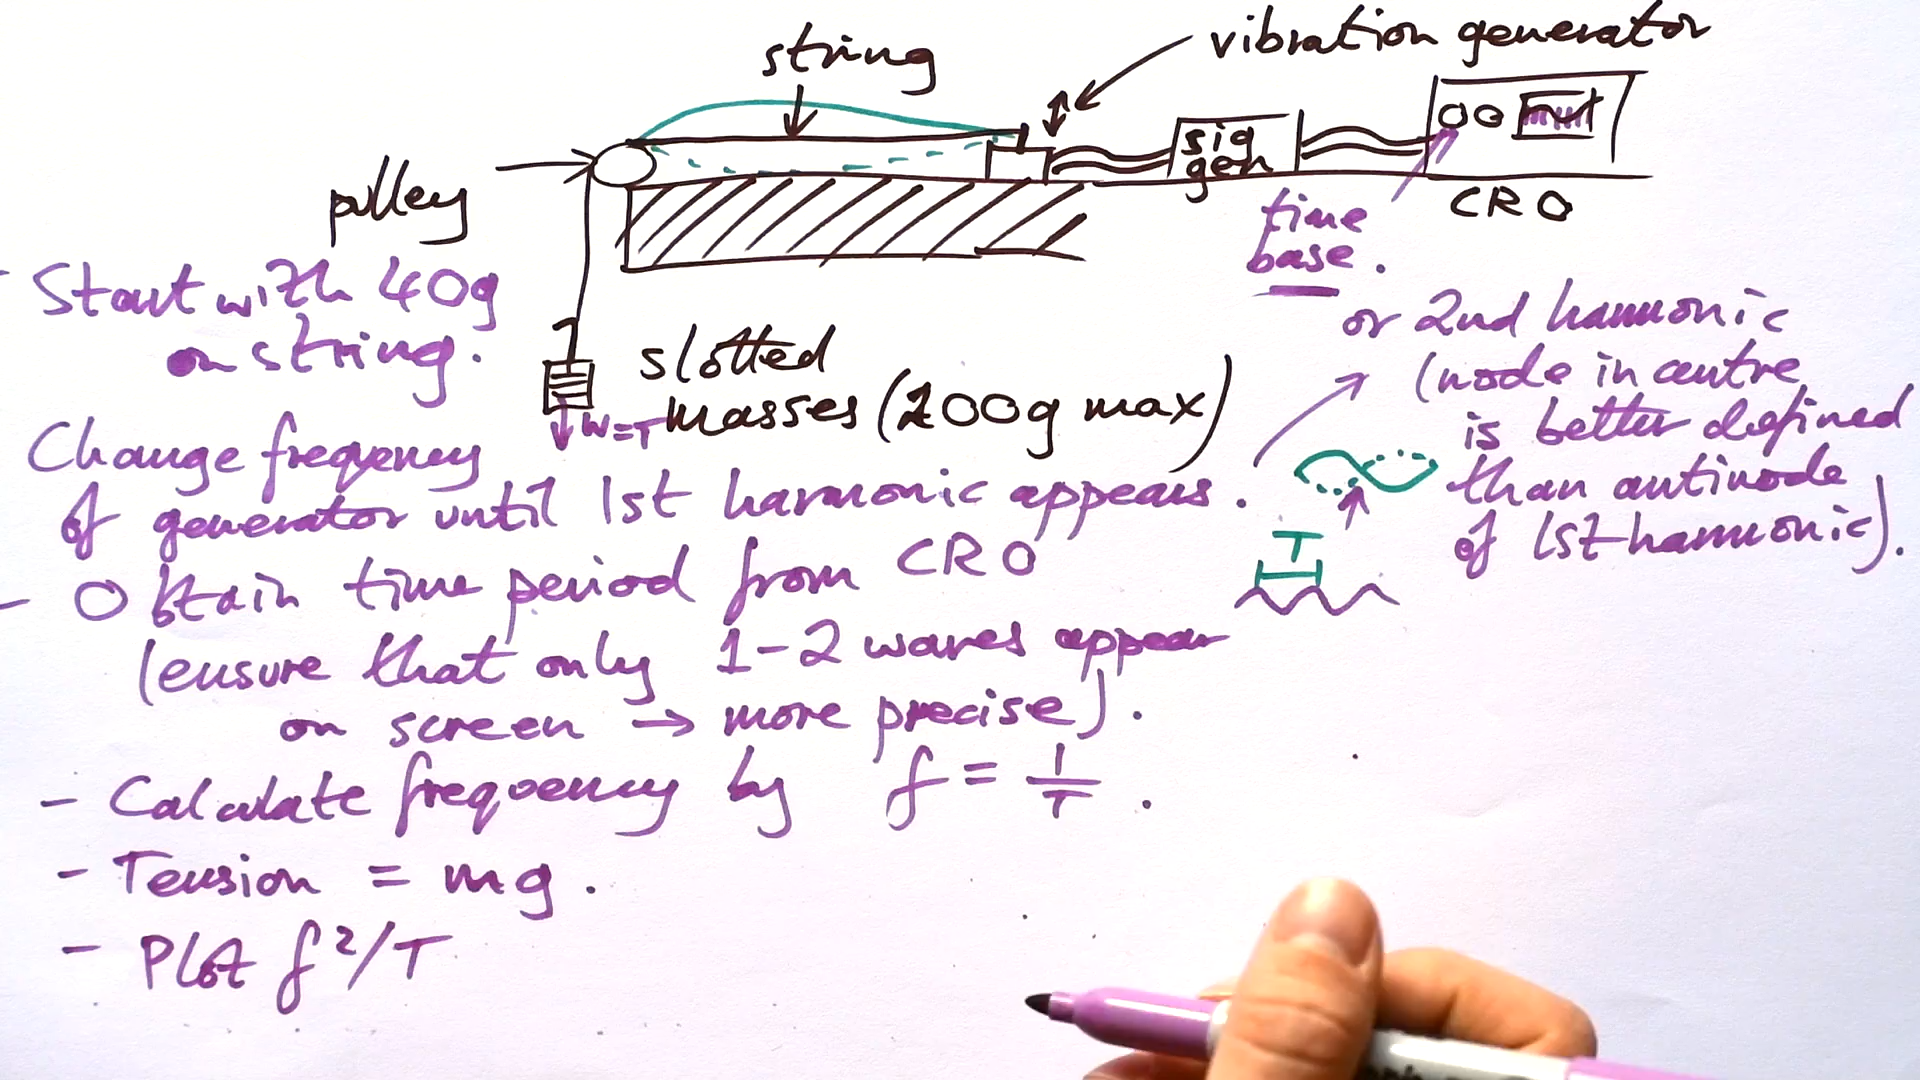 string
vibration generator
sig
gen
CRO
pulley
time
base.
Start with 40g
on string.
slotted
masses (200g max)
W=T
or 2nd harmonic
(node in centre
is better defined
than antinode
of 1st harmonic).
Change frequency
of generator until 1st harmonic appears.
T
- Obtain time period from CRO
(ensure that only 1-2 waves appear
on screen → more precise).
- Calculate frequency by f = 1/T.
- Tension = mg.
- Plot f²/T